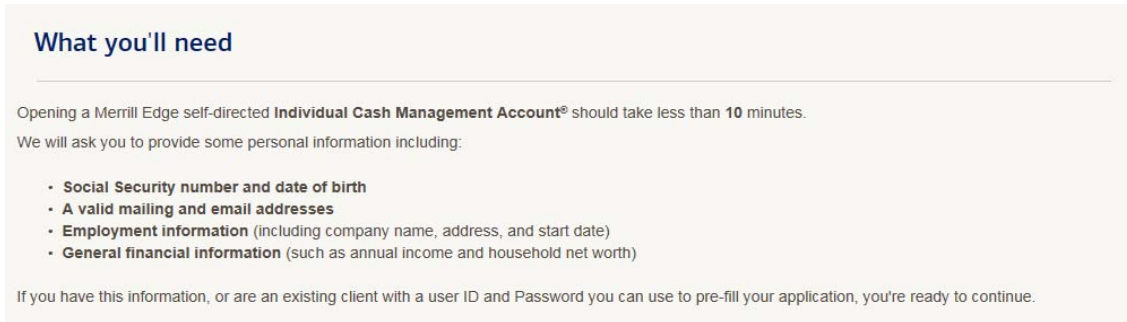 What you'll need
Opening a Merrill Edge self-directed Individual Cash Management Account® should take less than 10 minutes.
We will ask you to provide some personal information including:
• Social Security number and date of birth
• A valid mailing and email addresses
• Employment information (including company name, address, and start date)
• General financial information (such as annual income and household net worth)
If you have this information, or are an existing client with a user ID and Password you can use to pre-fill your application, you're ready to continue.